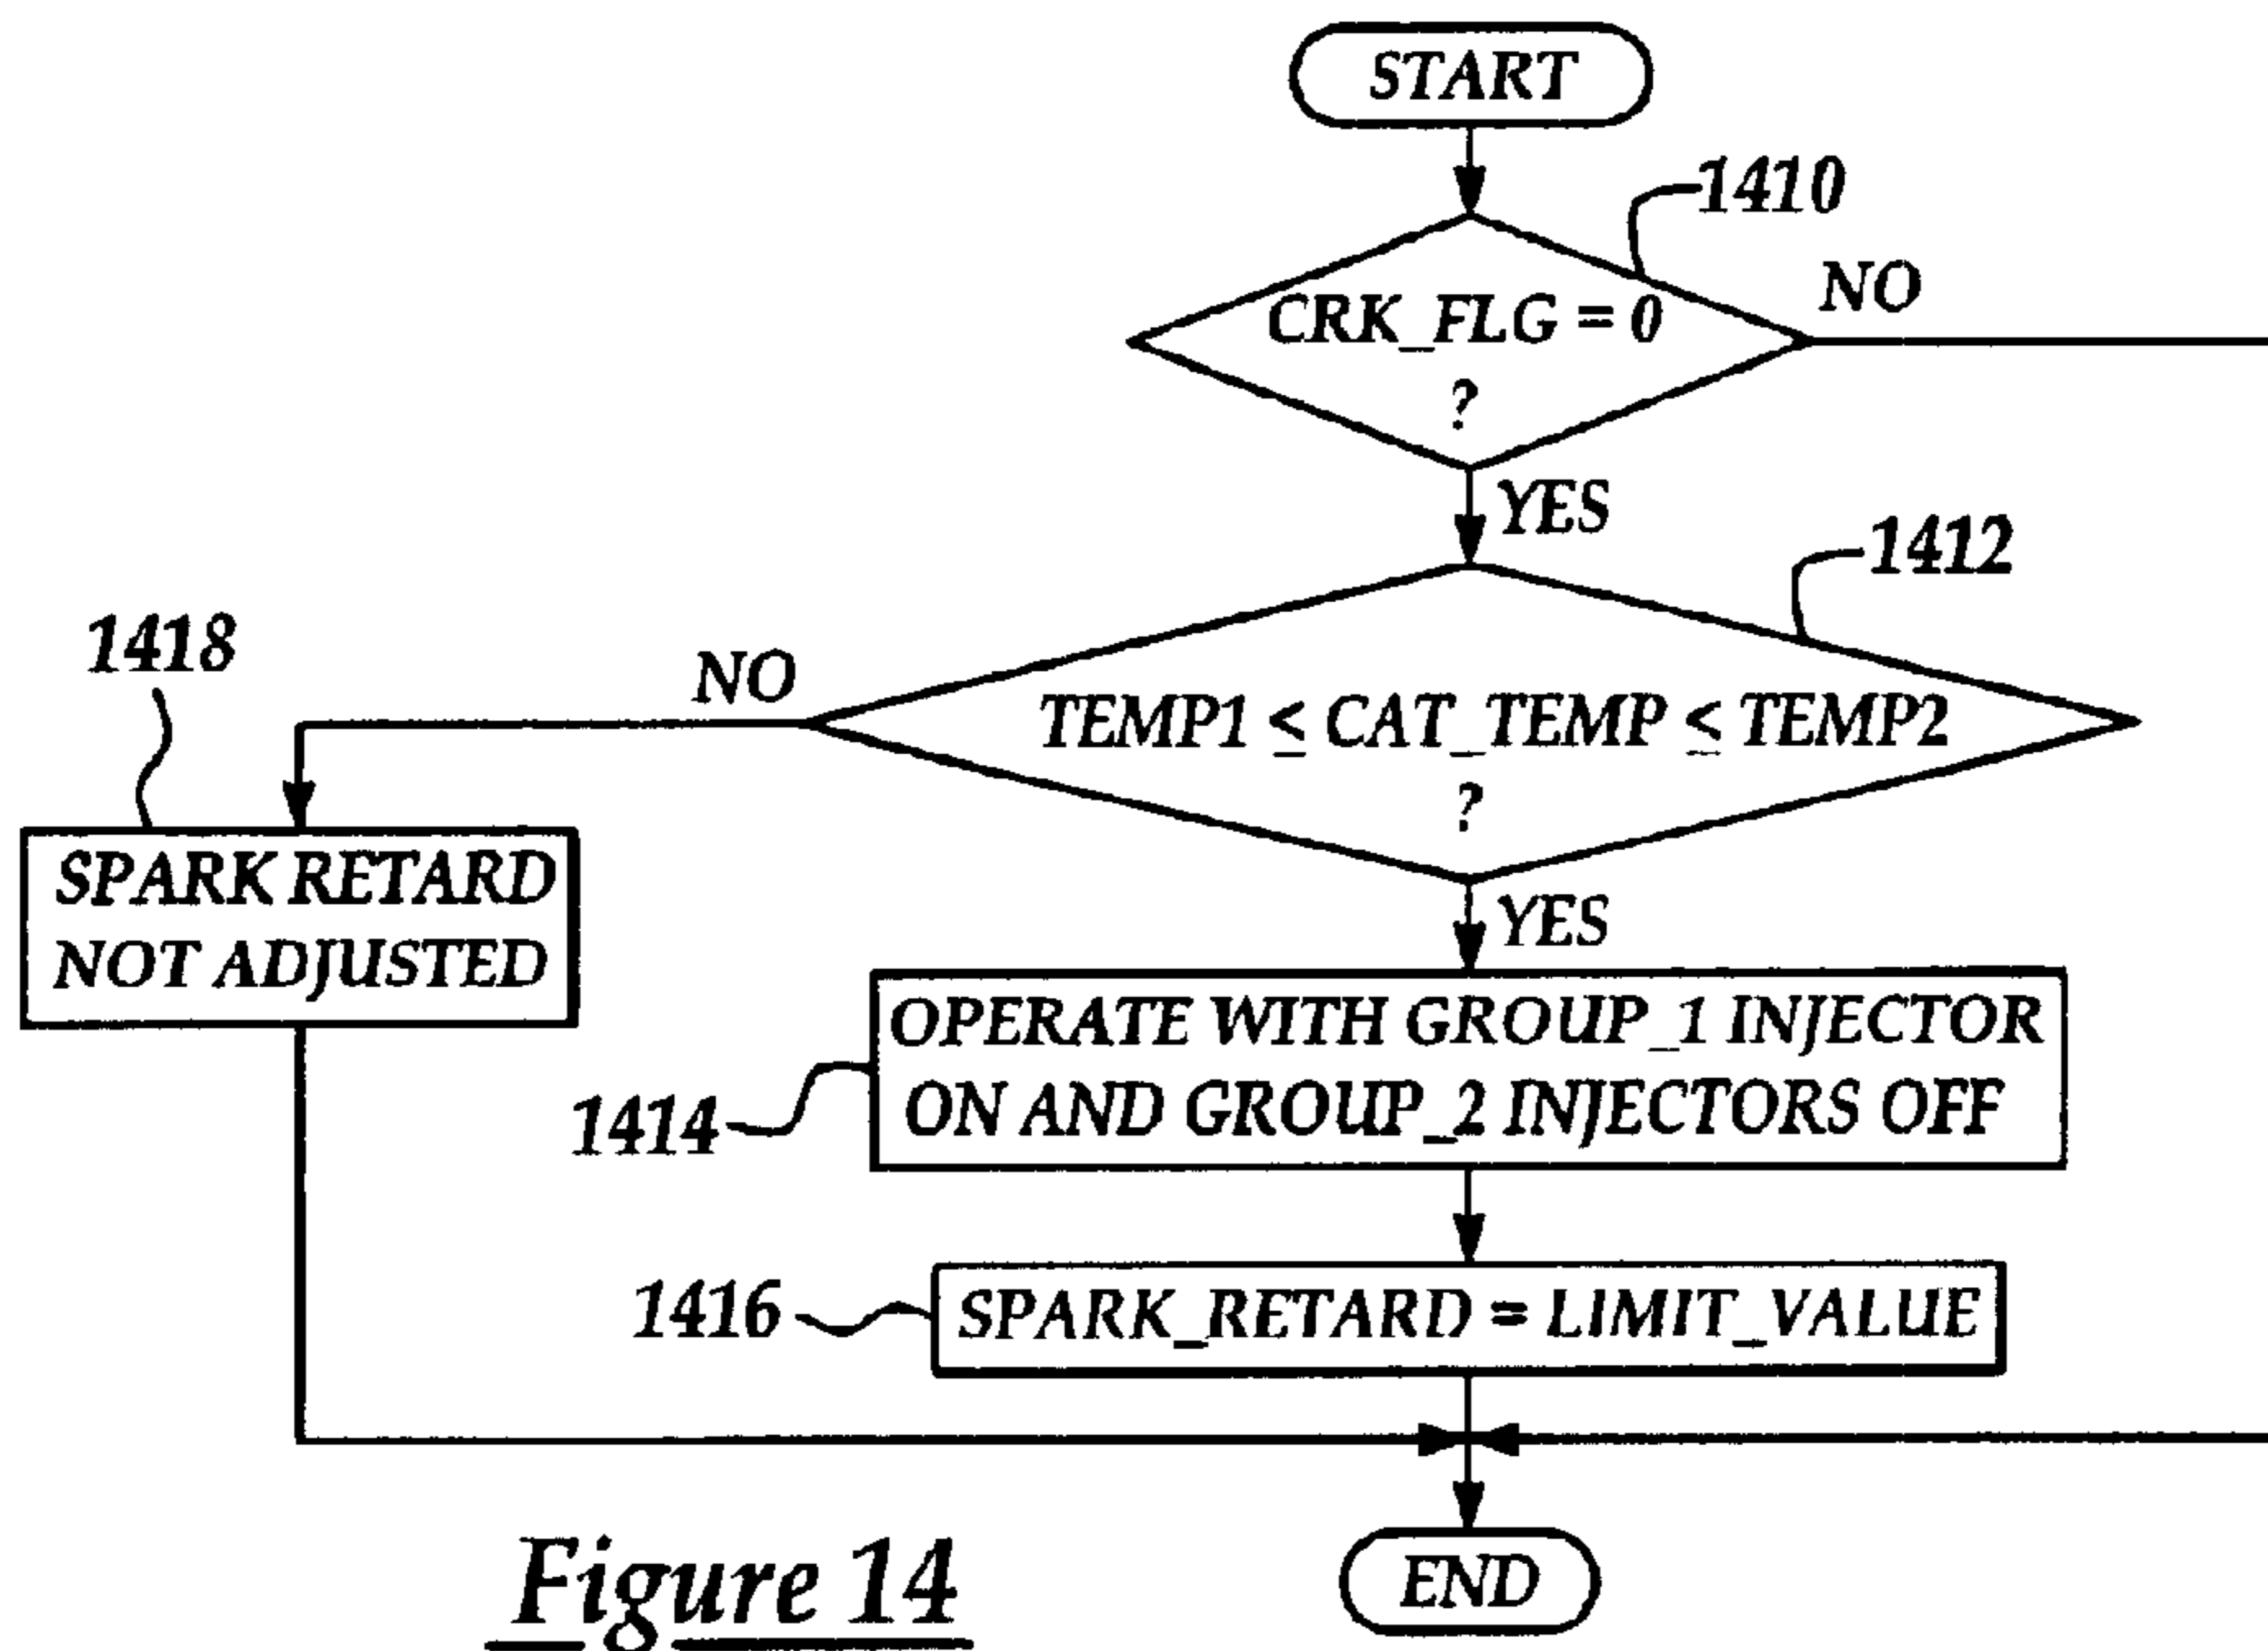 START
1410
NO
CRK_FLG = 0
?
YES
1412
1418
NO
TEMP1 ≤ CAT_TEMP ≤ TEMP2
?
SPARK RETARD
NOT ADJUSTED
YES
OPERATE WITH GROUP_1 INJECTOR
ON AND GROUP_2 INJECTORS OFF
1414
1416
SPARK_RETARD = LIMIT_VALUE
END
Figure 14